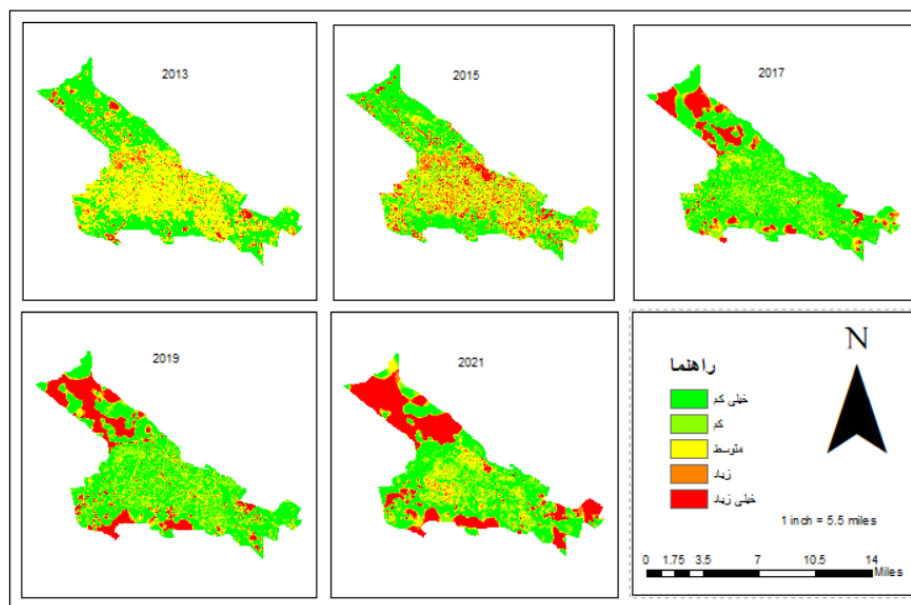 2013
2015
2017
2019
2021
N
راهنما
خیلی کم
کم
متوسط
زیاد
خیلی زیاد
1 inch = 5.5 miles
0 1.75 3.5 7 10.5 14
Miles